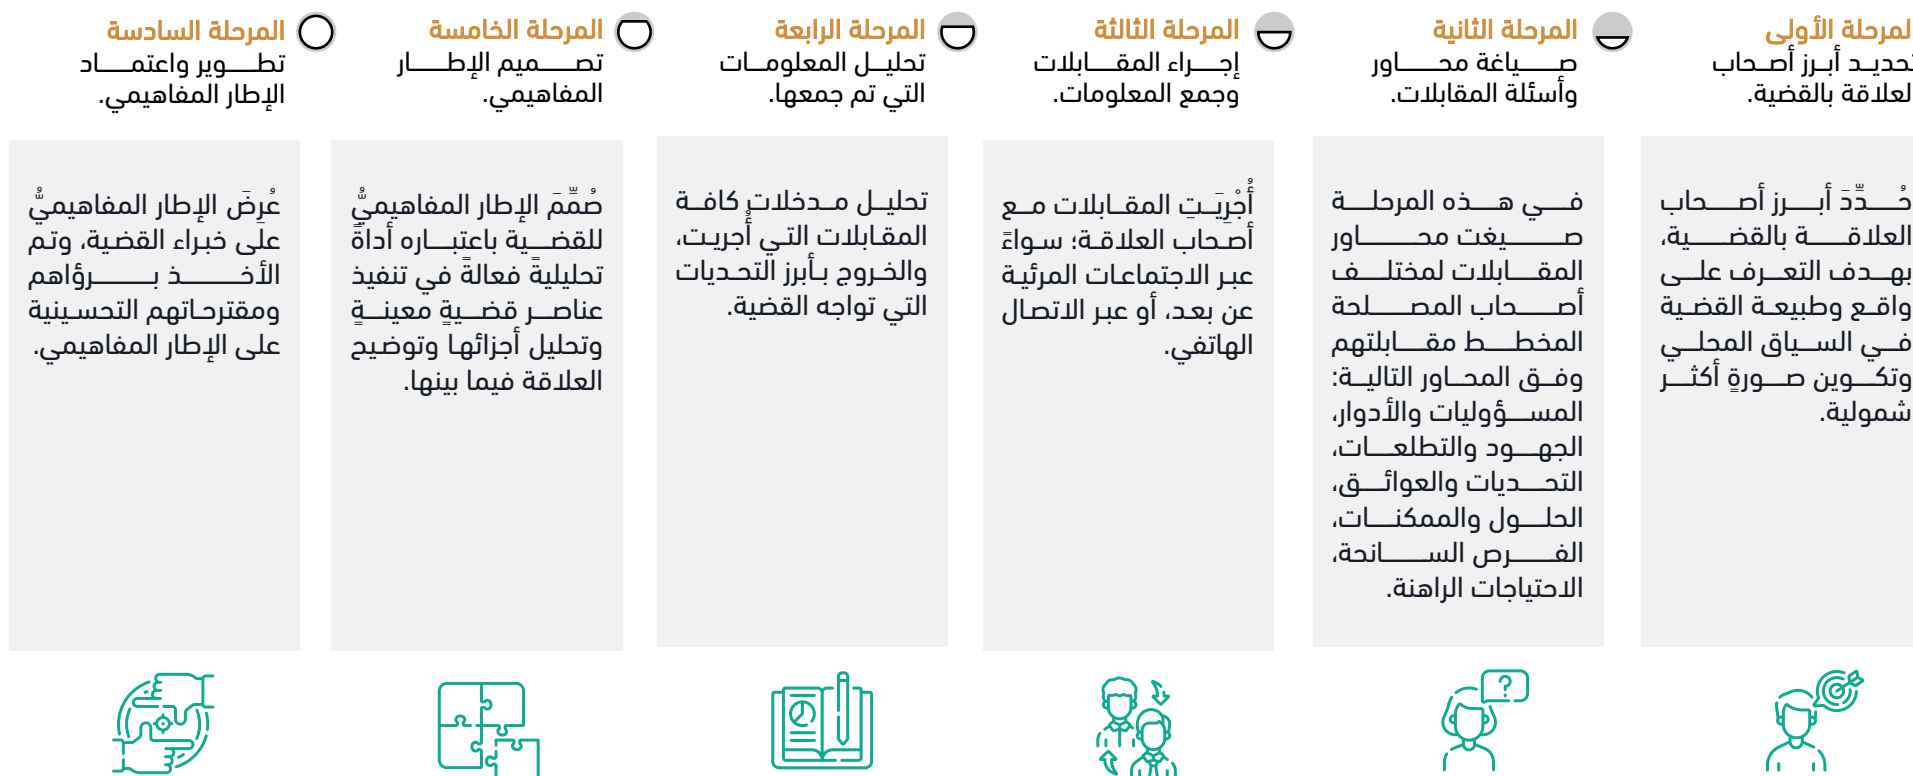 المرحلة الأولى
تحديد أبرز أصحاب
العلاقة بالقضية.
حُدِّدَ أبرز أصحاب
العلاقة بالقضية،
بهدف التعرف على
واقع وطبيعة القضية
في السياق المحلي
وتكوين صورةٍ أكثر
شمولية.
المرحلة الثانية
صياغة محاور
وأسئلة المقابلات.
في هذه المرحلة
صيغت محاور
المقابلات لمختلف
أصحاب المصلحة
المخطط مقابلتهم
وفق المحاور التالية:
المسؤوليات والأدوار،
الجهود والتطلعات،
التحديات والعوائق،
الحلول والممكنات،
الفرص السانحة،
الاحتياجات الراهنة.
المرحلة الثالثة
إجراء المقابلات
وجمع المعلومات.
أُجْرِيَتِ المقابلات مع
أصحاب العلاقة؛ سواءً
عبر الاجتماعات المرئية
عن بعد، أو عبر الاتصال
الهاتفي.
المرحلة الرابعة
تحليل المعلومات
التي تم جمعها.
تحليل مدخلات كافة
المقابلات التي أُجريت،
والخروج بأبرز التحديات
التي تواجه القضية.
المرحلة الخامسة
تصميم الإطار
المفاهيمي.
صُمِّمَ الإطار المفاهيميُّ
للقضية باعتباره أداةً
تحليليةً فعالةً في تنفيذ
عناصر قضيةٍ معينةٍ
وتحليل أجزائها وتوضيح
العلاقة فيما بينها.
المرحلة السادسة
تطوير واعتماد
الإطار المفاهيمي.
عُرِضَ الإطار المفاهيميُّ
على خبراء القضية، وتم
الأخذ برؤاهم
ومقترحاتهم التحسينية
على الإطار المفاهيمي.